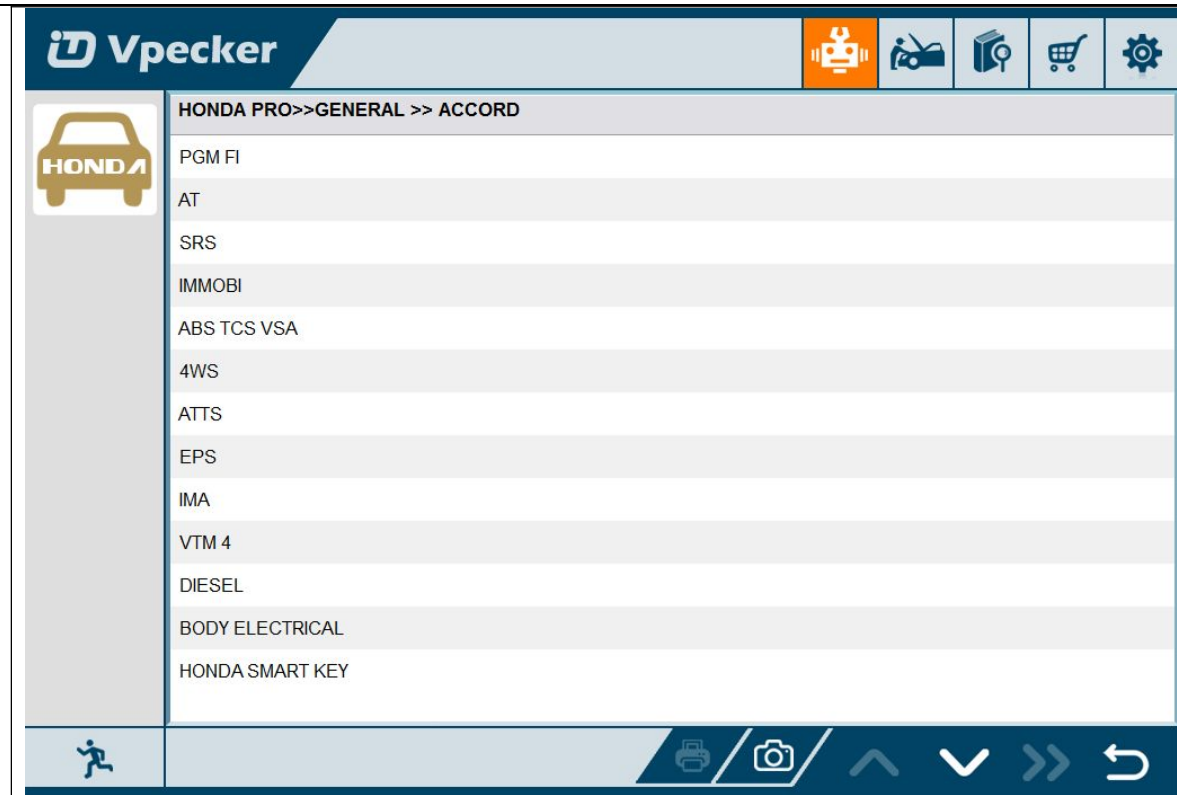 Vpecker
HONDA PRO>>GENERAL >> ACCORD
HONDA
PGM FI
AT
SRS
IMMOBI
ABS TCS VSA
4WS
ATTS
EPS
IMA
VTM 4
DIESEL
BODY ELECTRICAL
HONDA SMART KEY